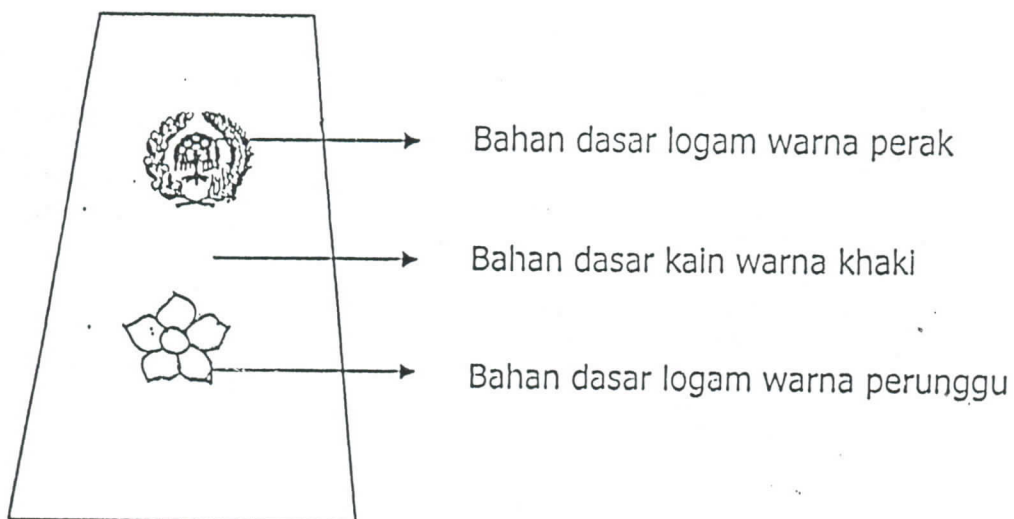 Bahan dasar logam warna perak
Bahan dasar kain warna khaki
Bahan dasar logam warna perunggu